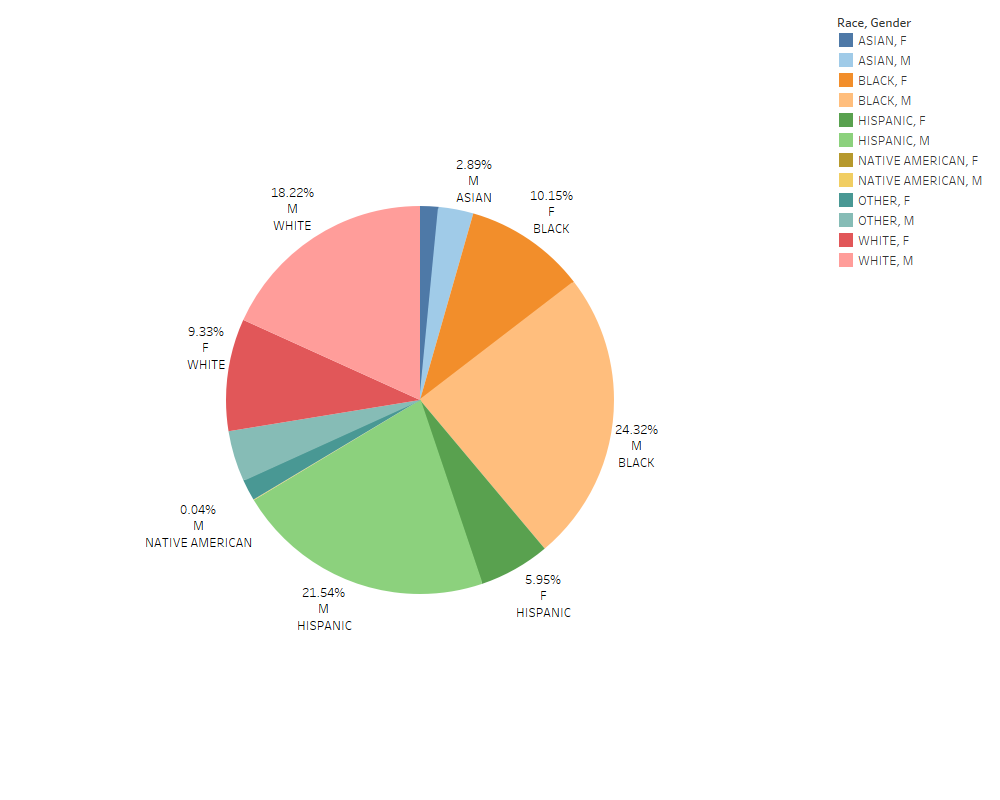 Race, Gender
ASIAN, F
ASIAN, M
BLACK, F
BLACK, M
HISPANIC, F
HISPANIC, M
NATIVE AMERICAN, F
NATIVE AMERICAN, M
OTHER, F
OTHER, M
WHITE, F
WHITE, M
2.89%
M
ASIAN
10.15%
F
BLACK
24.32%
M
BLACK
5.95%
F
HISPANIC
21.54%
M
HISPANIC
0.04%
M
NATIVE AMERICAN
9.33%
F
WHITE
18.22%
M
WHITE